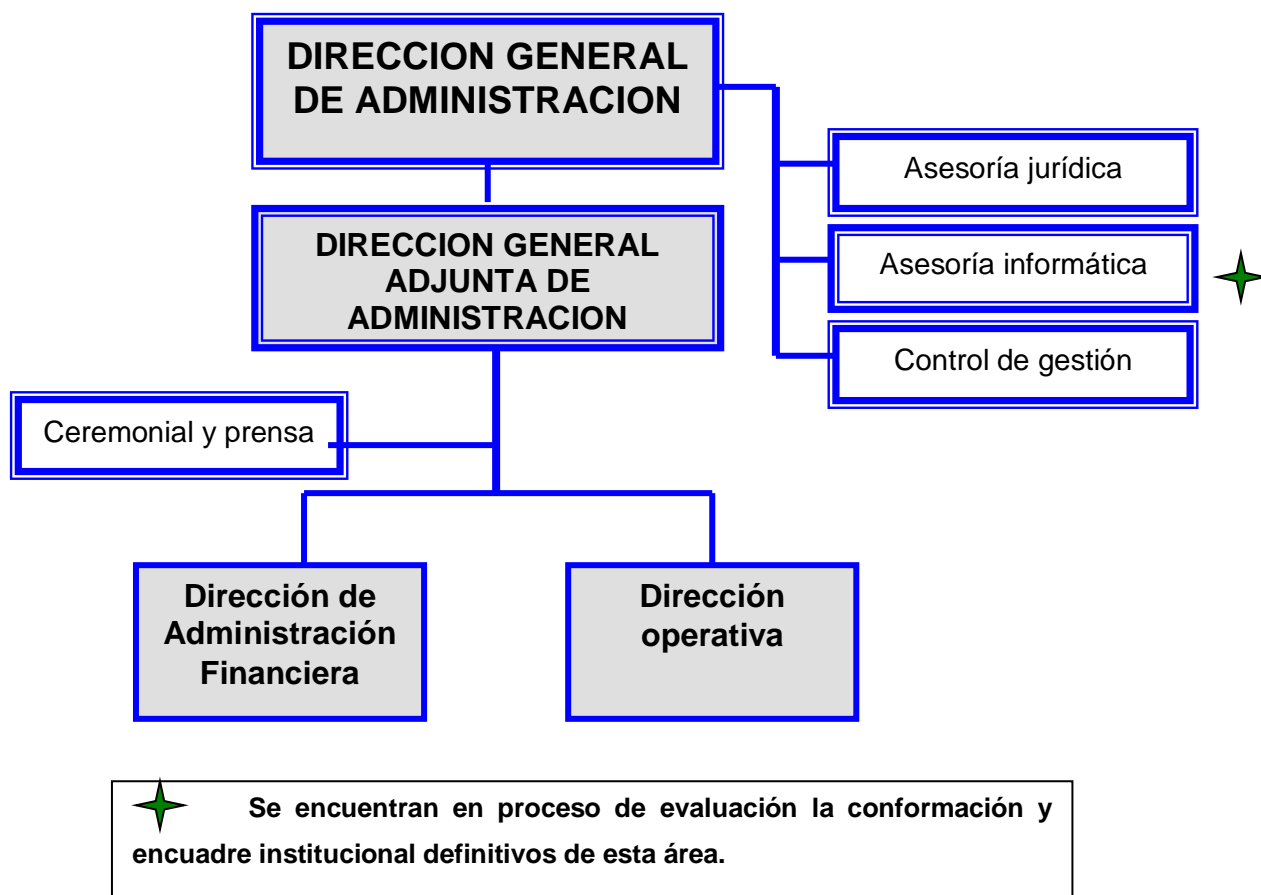 DIRECCION GENERAL
DE ADMINISTRACION
Asesoría jurídica
DIRECCION GENERAL
ADJUNTA DE
ADMINISTRACION
Asesoría informática
Control de gestión
Ceremonial y prensa
Dirección de
Administración
Financiera
Dirección
operativa
Se encuentran en proceso de evaluación la conformación y
encuadre institucional definitivos de esta área.